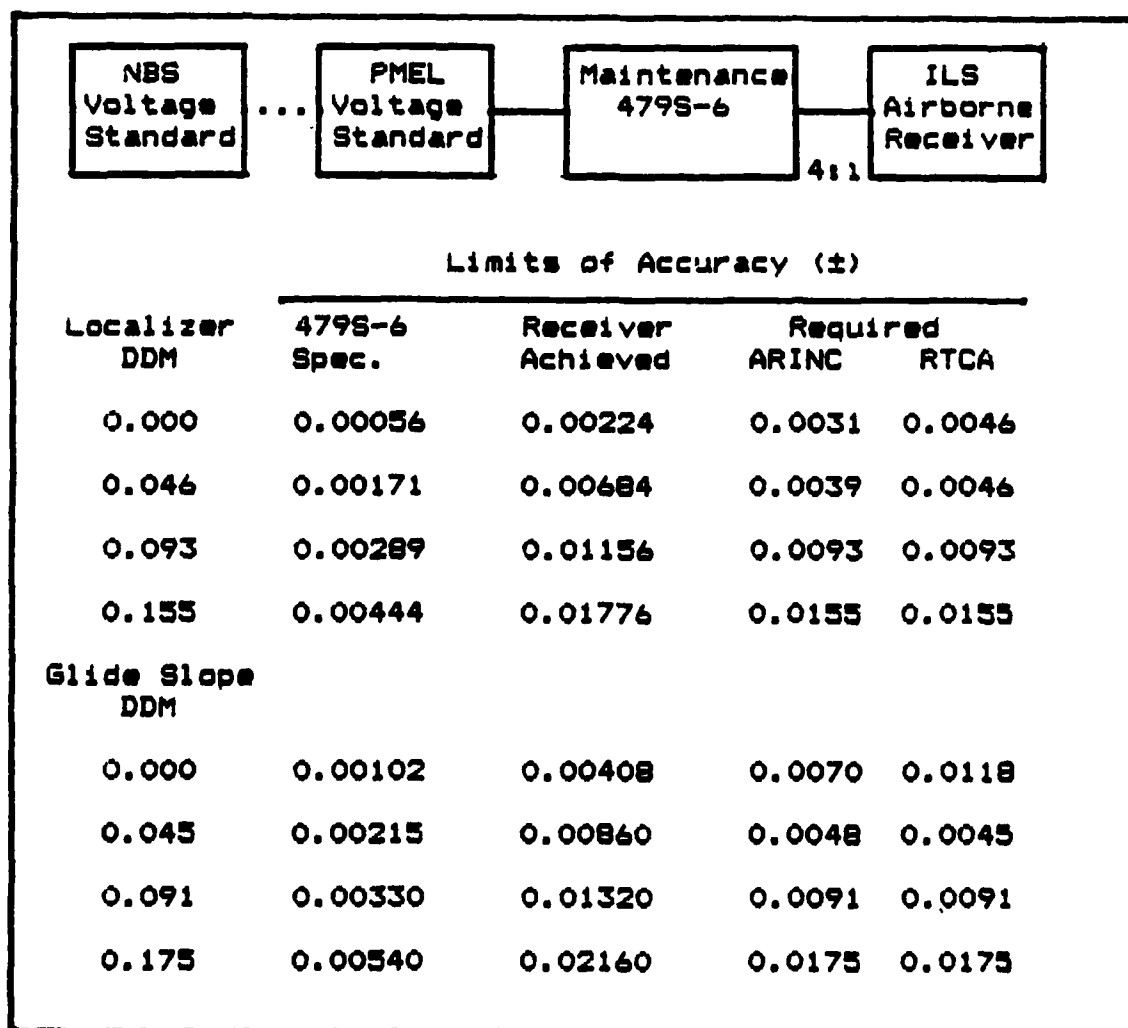 NBS Voltage Standard ... PMEL Voltage Standard Maintenance 479S-6 4:1 ILS Airborne Receiver
Limits of Accuracy (±)
Localizer 479S-6 Receiver Required
DDM Spec. Achieved ARINC RTCA
0.000 0.00056 0.00224 0.0031 0.0046
0.046 0.00171 0.00684 0.0039 0.0046
0.093 0.00289 0.01156 0.0093 0.0093
0.155 0.00444 0.01776 0.0155 0.0155
Glide Slope
DDM
0.000 0.00102 0.00408 0.0070 0.0118
0.045 0.00215 0.00860 0.0048 0.0045
0.091 0.00330 0.01320 0.0091 0.0091
0.175 0.00540 0.02160 0.0175 0.0175